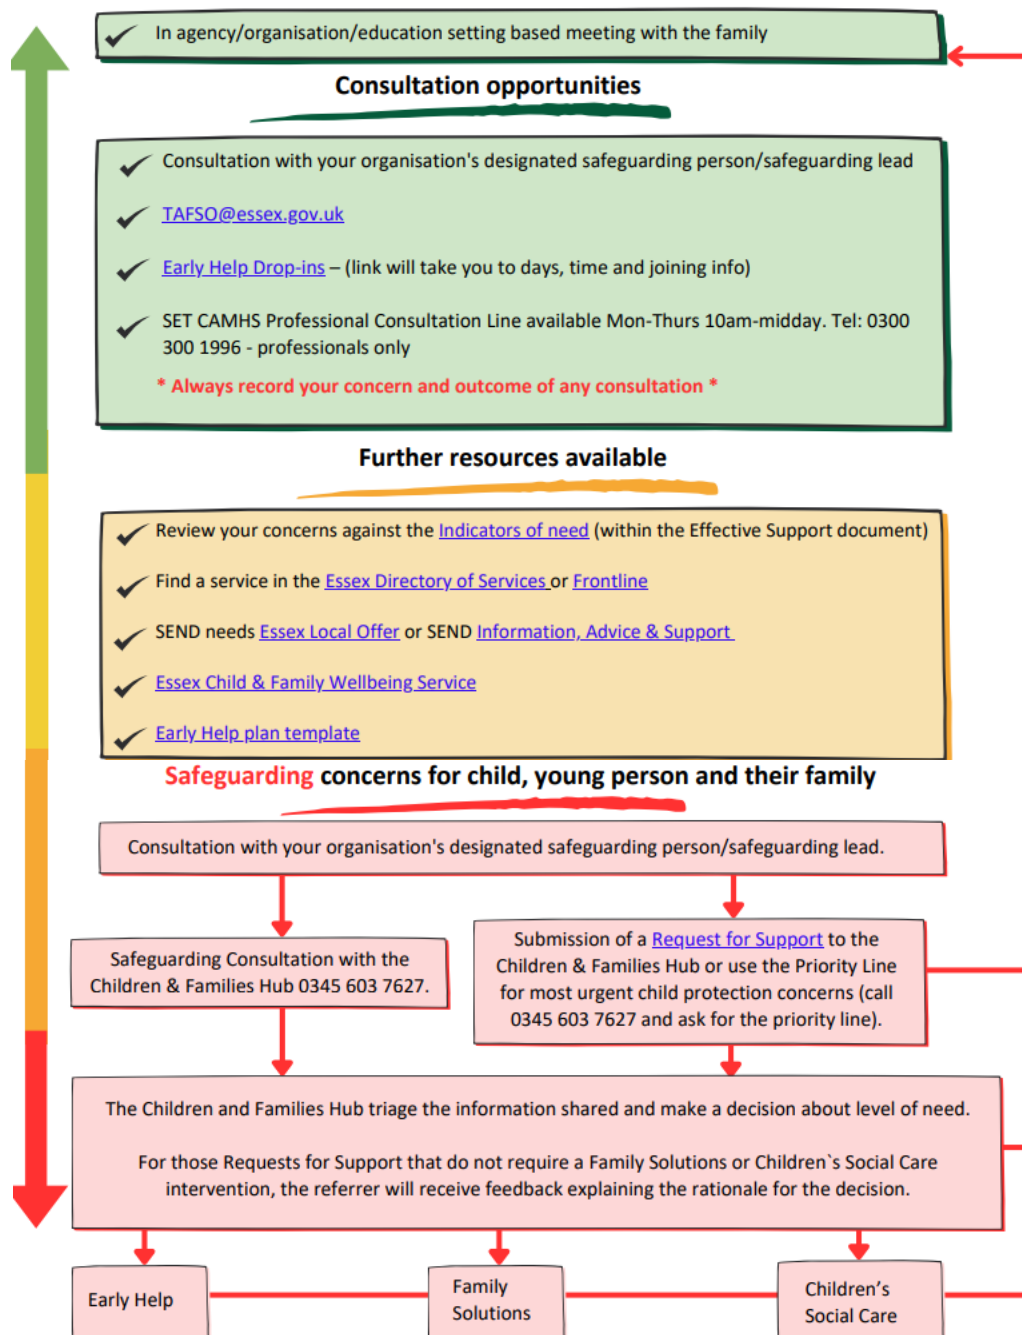 In agency/organisation/education setting based meeting with the family
Consultation opportunities
Consultation with your organisation's designated safeguarding person/safeguarding lead
TAFSO@essex.gov.uk
Early Help Drop-ins – (link will take you to days, time and joining info)
SET CAMHS Professional Consultation Line available Mon-Thurs 10am-midday. Tel: 0300
300 1996 - professionals only
* Always record your concern and outcome of any consultation *
Further resources available
Review your concerns against the Indicators of need (within the Effective Support document)
Find a service in the Essex Directory of Services or Frontline
SEND needs Essex Local Offer or SEND Information, Advice & Support
Essex Child & Family Wellbeing Service
Early Help plan template
Safeguarding concerns for child, young person and their family
Consultation with your organisation's designated safeguarding person/safeguarding lead.
Safeguarding Consultation with the
Children & Families Hub 0345 603 7627.
Submission of a Request for Support to the
Children & Families Hub or use the Priority Line
for most urgent child protection concerns (call
0345 603 7627 and ask for the priority line).
The Children and Families Hub triage the information shared and make a decision about level of need.
For those Requests for Support that do not require a Family Solutions or Children`s Social Care
intervention, the referrer will receive feedback explaining the rationale for the decision.
Early Help
Family
Solutions
Children’s
Social Care